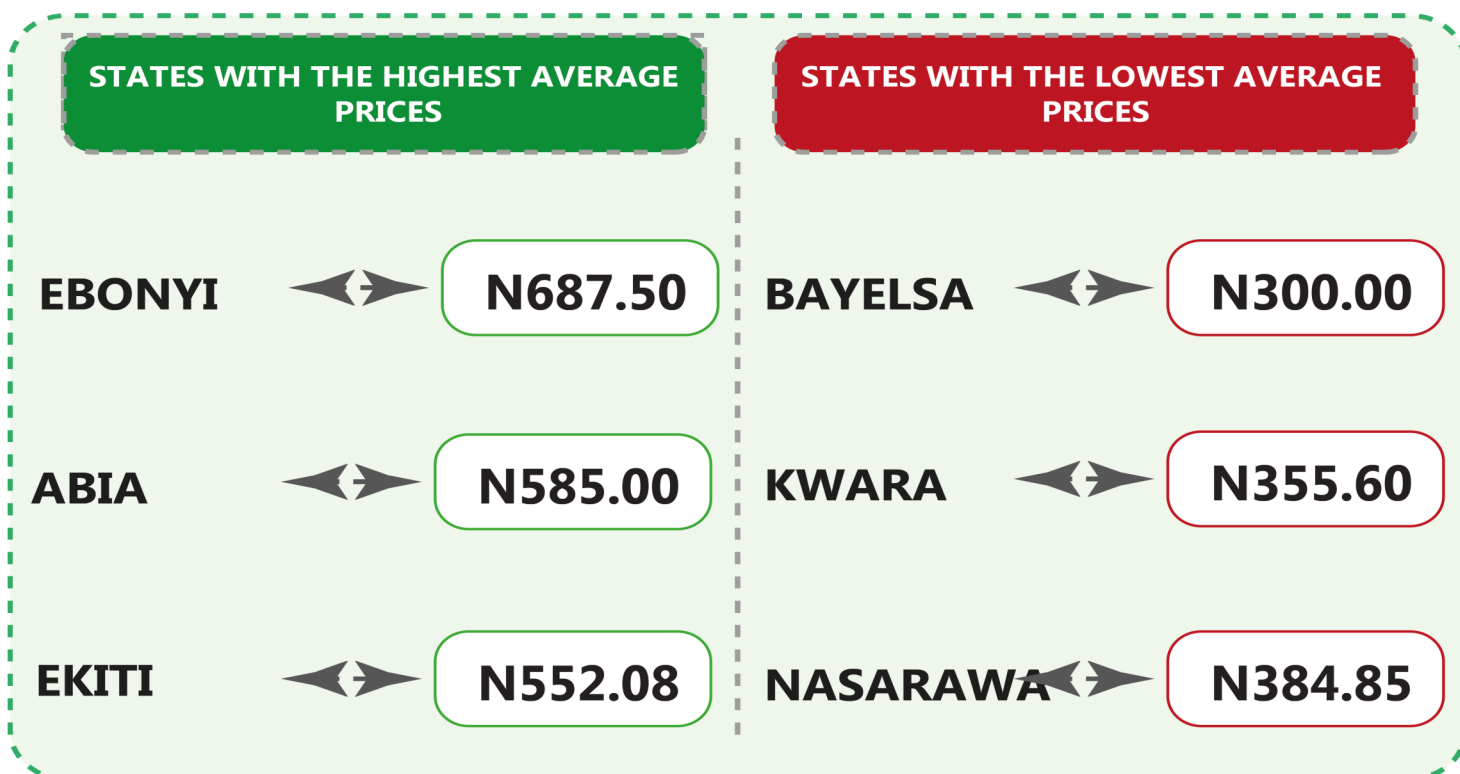 STATES WITH THE HIGHEST AVERAGE
PRICES
EBONYI N687.50
ABIA N585.00
EKITI N552.08
STATES WITH THE LOWEST AVERAGE
PRICES
BAYELSA N300.00
KWARA N355.60
NASARAWA N384.85